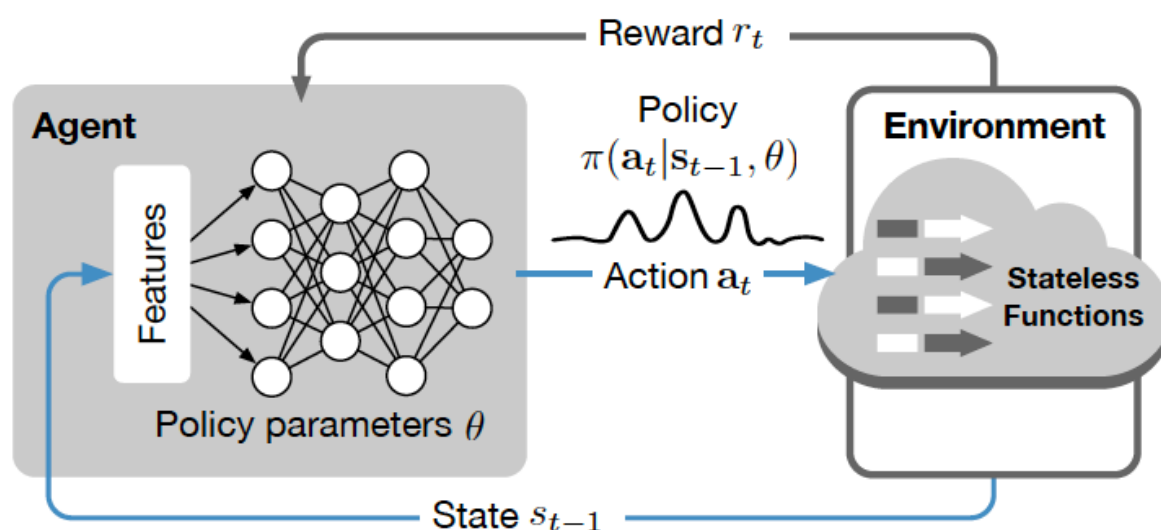 Reward r_t
Agent
Policy
π(a_t|s_{t−1}, θ)
Environment
Features
Action a_t
Stateless
Functions
Policy parameters θ
State s_{t−1}